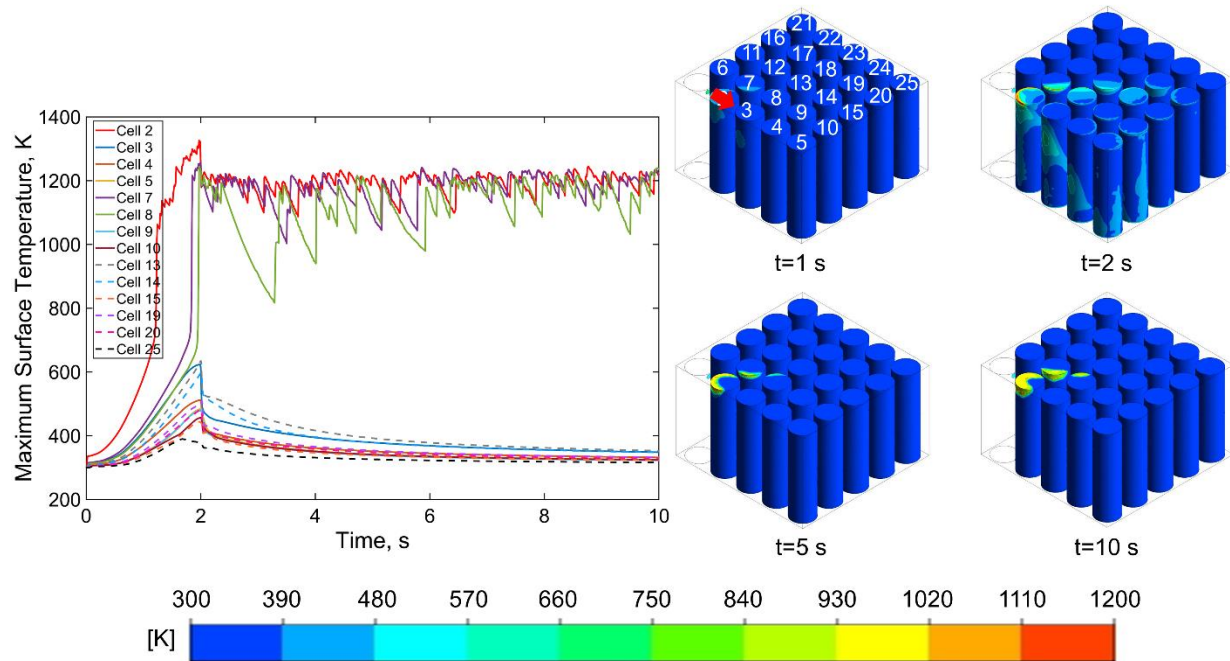 Maximum Surface Temperature, K
1400
1200
1000
800
600
400
200
0
2
4
6
8
10
Time, s
Cell 2
Cell 3
Cell 4
Cell 5
Cell 7
Cell 8
Cell 9
Cell 10
Cell 13
Cell 14
Cell 15
Cell 19
Cell 20
Cell 25
21
16 22
11 17 23
6 12 18 24
7 13 19 25
3 8 14 20
4 9 15
5 10
t=1 s
t=2 s
t=5 s
t=10 s
300 390 480 570 660 750 840 930 1020 1110 1200
[K]